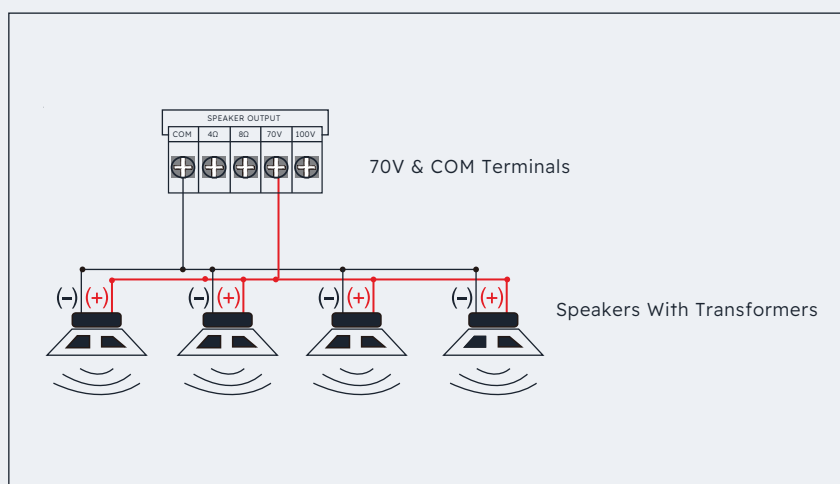 SPEAKER OUTPUT
COM 4Ω 8Ω 70V 100V
70V & COM Terminals
(-) (+) (-) (+) (-) (+) (-) (+)
Speakers With Transformers